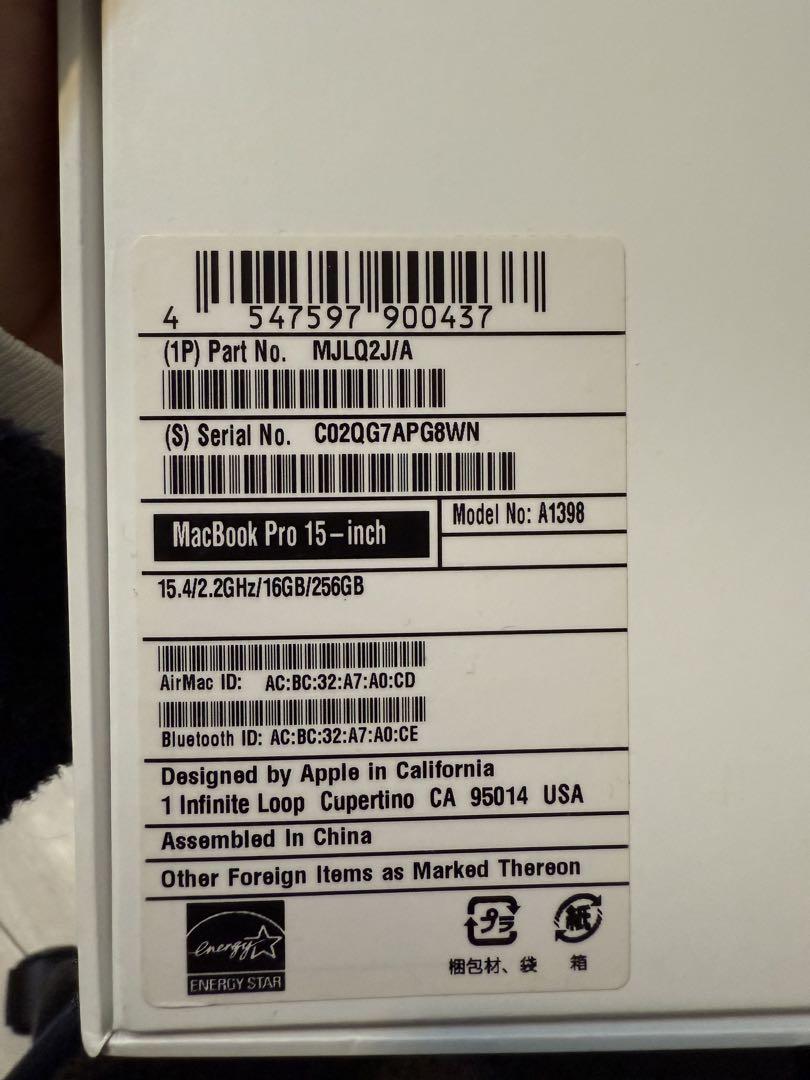 4 547597 900437
(1P) Part No. MJLQ2J/A
(S) Serial No. C02QG7APG8WN
MacBook Pro 15-inch
Model No: A1398
15.4/2.2GHz/16GB/256GB
AirMac ID: AC:BC:32:A7:A0:CD
Bluetooth ID: AC:BC:32:A7:A0:CE
Designed by Apple in California
1 Infinite Loop Cupertino CA 95014 USA
Assembled In China
Other Foreign Items as Marked Thereon
energy
ENERGY STAR
プラ
紙
梱包材、袋
箱